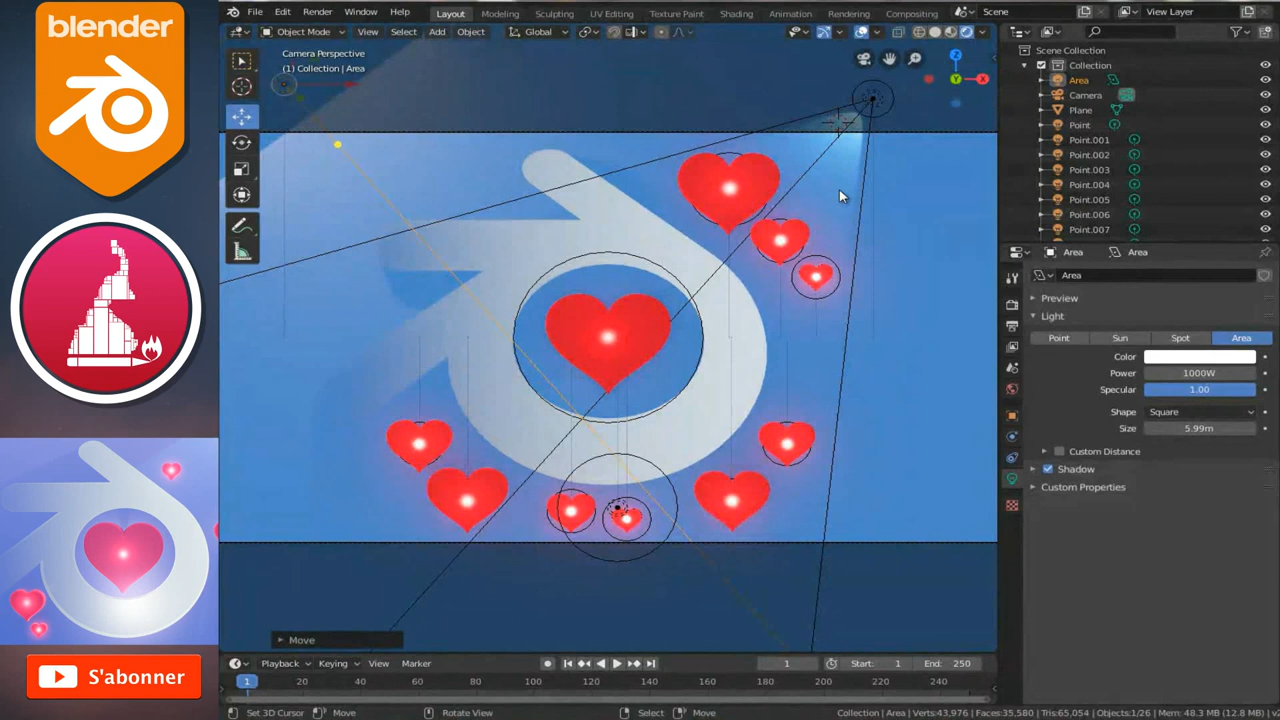 blender
S'abonner
File Edit Render Window Help
Layout Modeling Sculpting UV Editing Texture Paint Shading Animation Rendering Compositing
Scene
View Layer
Object Mode View Select Add Object Global
Camera Perspective
(1) Collection | Area
Z
Y
X
Move
Scene Collection
Collection
Area
Camera
Plane
Point
Point.001
Point.002
Point.003
Point.004
Point.005
Point.006
Point.007
Area Area
Area
Preview
Light
Point Sun Spot Area
Color
Power 1000W
Specular 1.00
Shape Square
Size 5.99m
Custom Distance
Shadow
Custom Properties
Playback Keying View Marker
1
Start: 1
End: 250
1 20 40 60 80 100 120 140 160 180 200 220 240
Set 3D Cursor Move Rotate View Select Move
Collection | Area | Verts:43,976 | Faces:35,580 | Tris:65,054 | Objects:1/26 | Mem: 48.3 MB (12.8 MB) | v